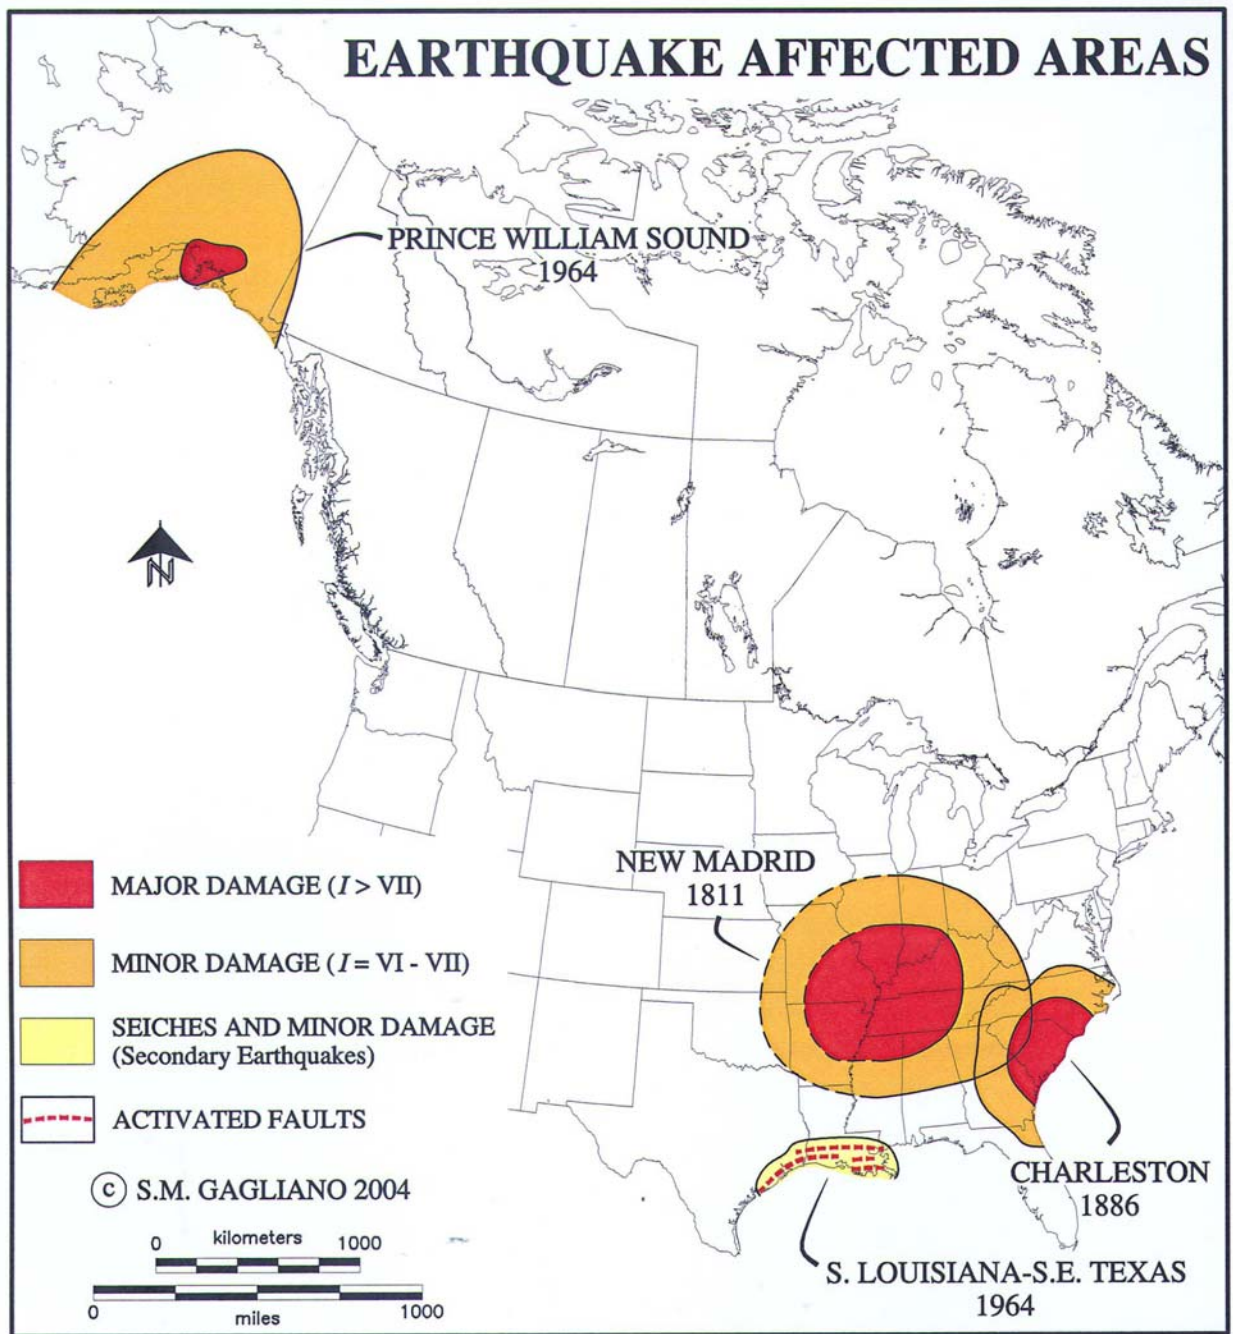 EARTHQUAKE AFFECTED AREAS
PRINCE WILLIAM SOUND
1964
N
NEW MADRID
1811
MAJOR DAMAGE (I > VII)
MINOR DAMAGE (I = VI - VII)
SEICHES AND MINOR DAMAGE
(Secondary Earthquakes)
ACTIVATED FAULTS
CHARLESTON
1886
© S.M. GAGLIANO 2004
S. LOUISIANA-S.E. TEXAS
1964
0 kilometers 1000
0 miles 1000